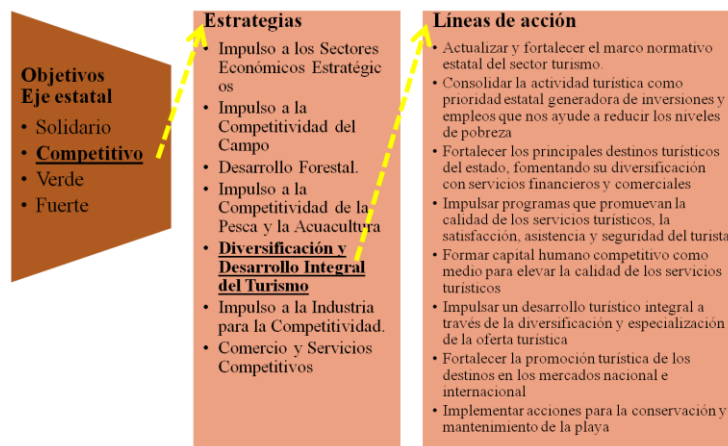 Objetivos
Eje estatal
• Solidario
• Competitivo
• Verde
• Fuerte
Estrategias
• Impulso a los Sectores
Económicos Estratégic
os
• Impulso a la
Competitividad del
Campo
• Desarrollo Forestal.
• Impulso a la
Competitividad de la
Pesca y la Acuacultura
• Diversificación y
Desarrollo Integral
del Turismo
• Impulso a la Industria
para la Competitividad.
• Comercio y Servicios
Competitivos
Líneas de acción
• Actualizar y fortalecer el marco normativo
estatal del sector turismo.
• Consolidar la actividad turística como
prioridad estatal generadora de inversiones y
empleos que nos ayude a reducir los niveles
de pobreza
• Fortalecer los principales destinos turísticos
del estado, fomentando su diversificación
con servicios financieros y comerciales
• Impulsar programas que promuevan la
calidad de los servicios turísticos, la
satisfacción, asistencia y seguridad del turista
• Formar capital humano competitivo como
medio para elevar la calidad de los servicios
turísticos
• Impulsar un desarrollo turístico integral a
través de la diversificación y especialización
de la oferta turística
• Fortalecer la promoción turística de los
destinos en los mercados nacional e
internacional
• Implementar acciones para la conservación y
mantenimiento de la playa